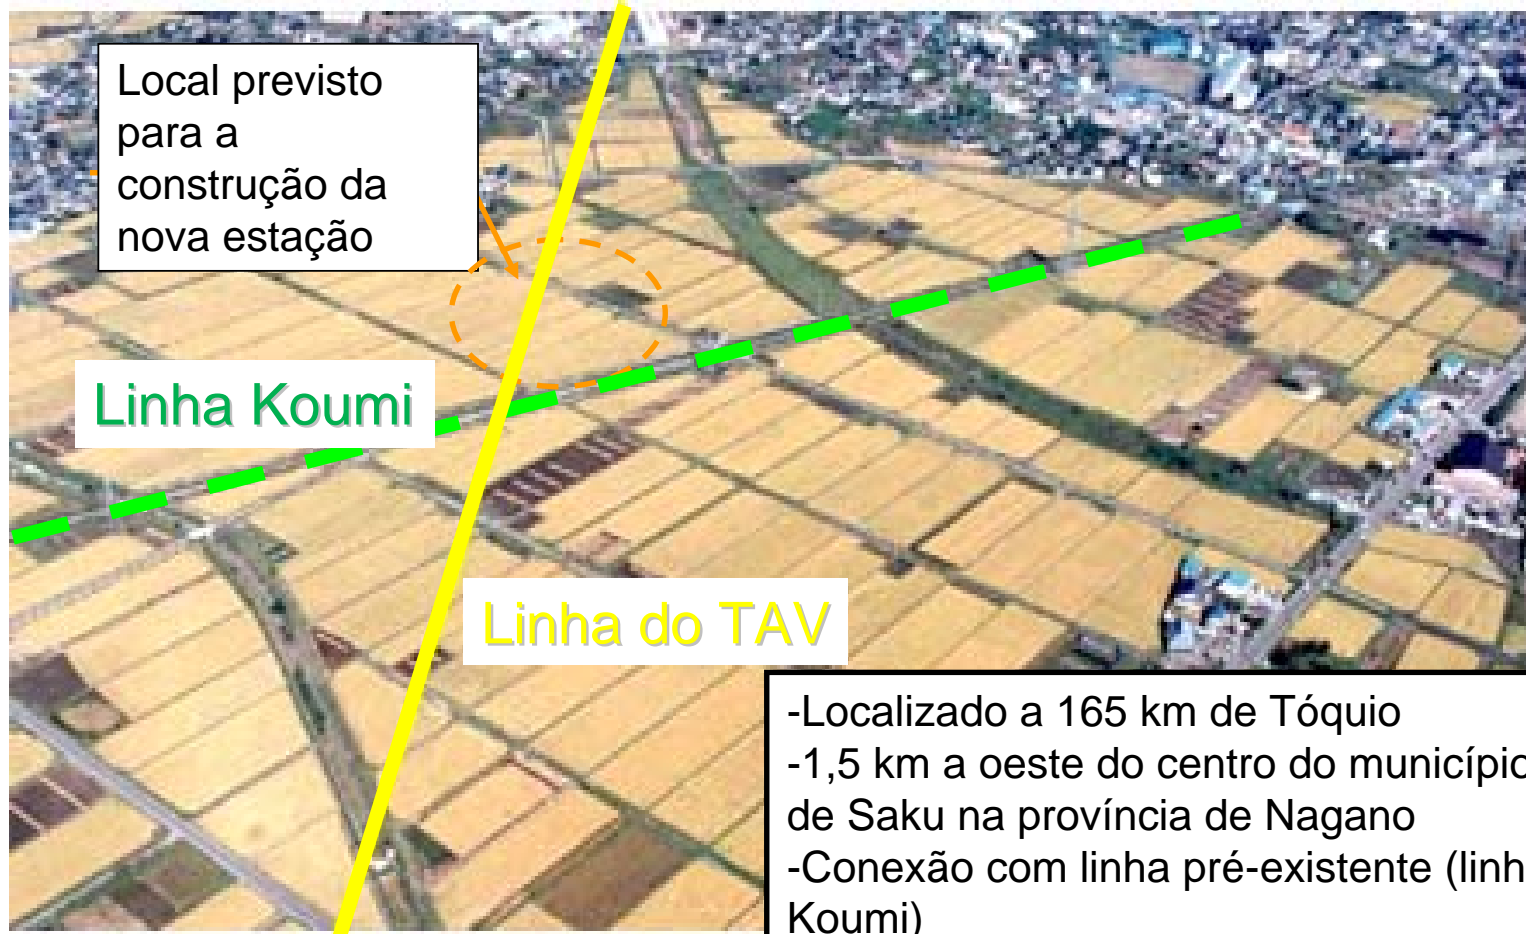 Local previsto
para a
construção da
nova estação
Linha Koumi
Linha do TAV
-Localizado a 165 km de Tóquio
-1,5 km a oeste do centro do município
de Saku na província de Nagano
-Conexão com linha pré-existente (linh
Koumi)